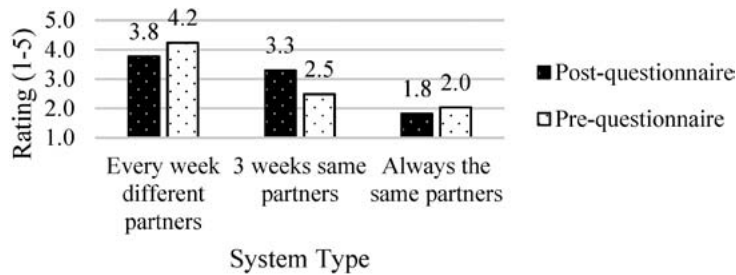 Rating (1-5)
5.0
4.0
3.0
2.0
1.0
3.8
4.2
3.3
2.5
1.8
2.0
Every week
different
partners
3 weeks same
partners
Always the
same partners
System Type
Post-questionnaire
Pre-questionnaire